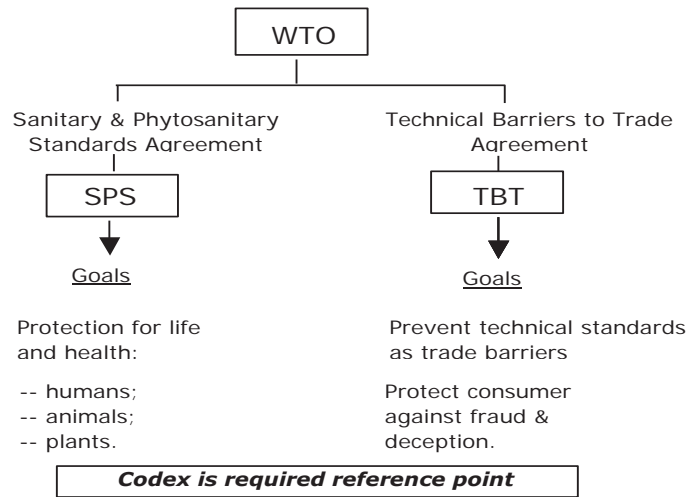 WTO
Sanitary & Phytosanitary
Standards Agreement
SPS
Goals
Protection for life
and health:
-- humans;
-- animals;
-- plants.
Technical Barriers to Trade
Agreement
TBT
Goals
Prevent technical standards
as trade barriers
Protect consumer
against fraud &
deception.
Codex is required reference point